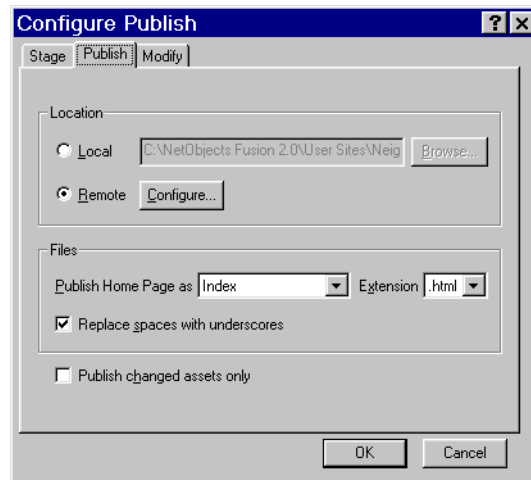 Configure Publish
Stage Publish Modify
Location
Local C:\NetObjects Fusion 2.0\User Sites\Neig Browse...
Remote Configure...
Files
Publish Home Page as Index Extension .html
Replace spaces with underscores
Publish changed assets only
OK Cancel